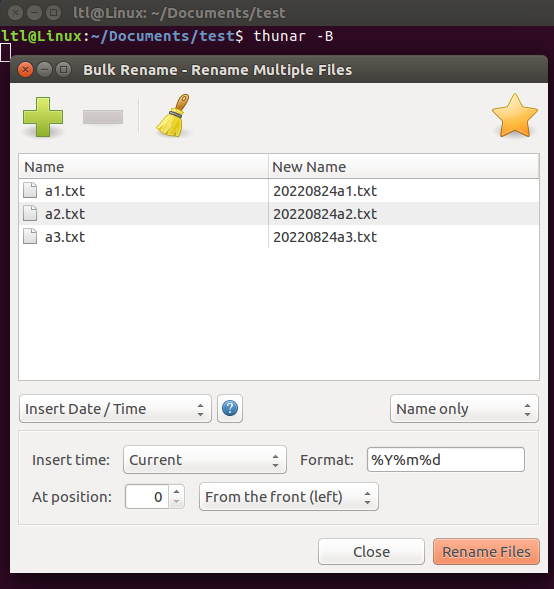 ltl@Linux: ~/Documents/test
ltl@Linux:~/Documents/test$ thunar -B
Bulk Rename - Rename Multiple Files
Name New Name
a1.txt 20220824a1.txt
a2.txt 20220824a2.txt
a3.txt 20220824a3.txt
Insert Date / Time ? Name only
Insert time: Current Format: %Y%m%d
At position: 0 From the front (left)
Close Rename Files